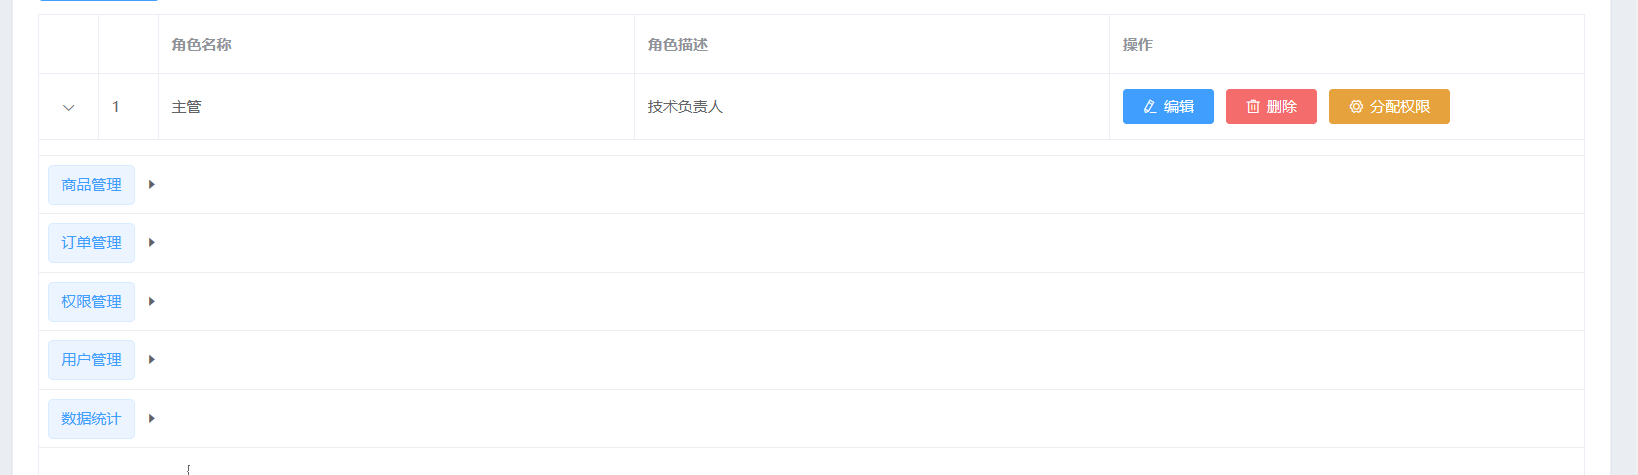 角色名称 角色描述 操作
1 主管 技术负责人 编辑 删除 分配权限
商品管理
订单管理
权限管理
用户管理
数据统计
{